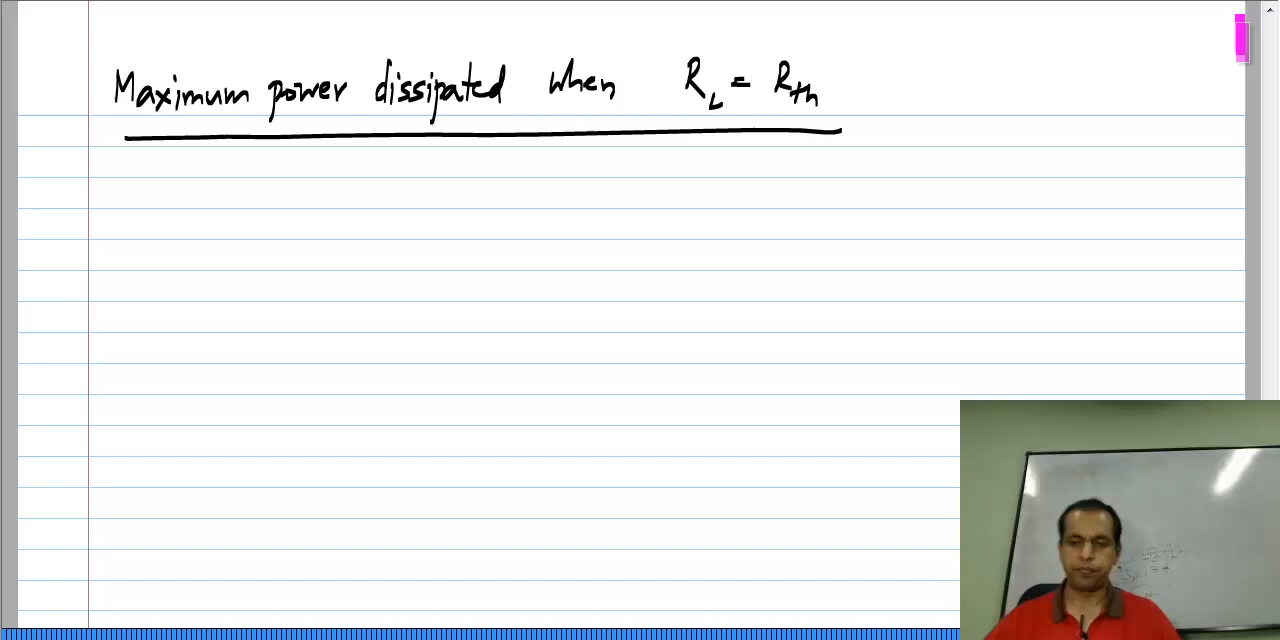 Maximum power dissipated when R_L = R_th